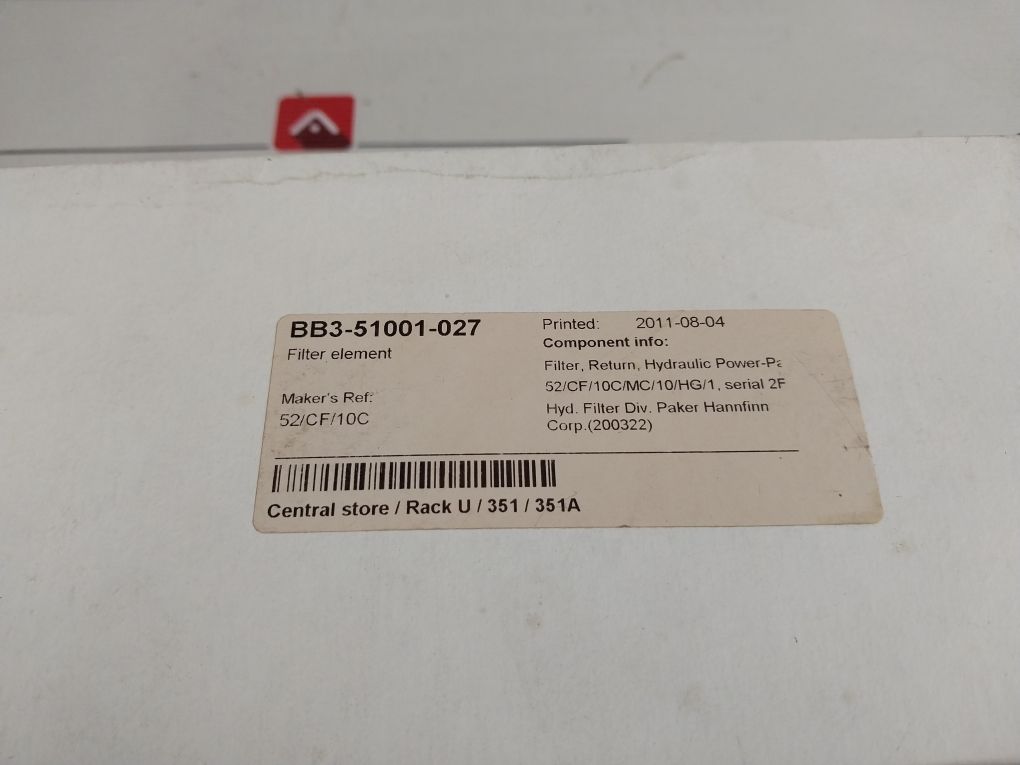 BB3-51001-027
Filter element
Maker's Ref:
52/CF/10C
Printed: 2011-08-04
Component info:
Filter, Return, Hydraulic Power-Pa
52/CF/10C/MC/10/HG/1, serial 2F
Hyd. Filter Div. Paker Hannfinn
Corp.(200322)
Central store / Rack U / 351 / 351A